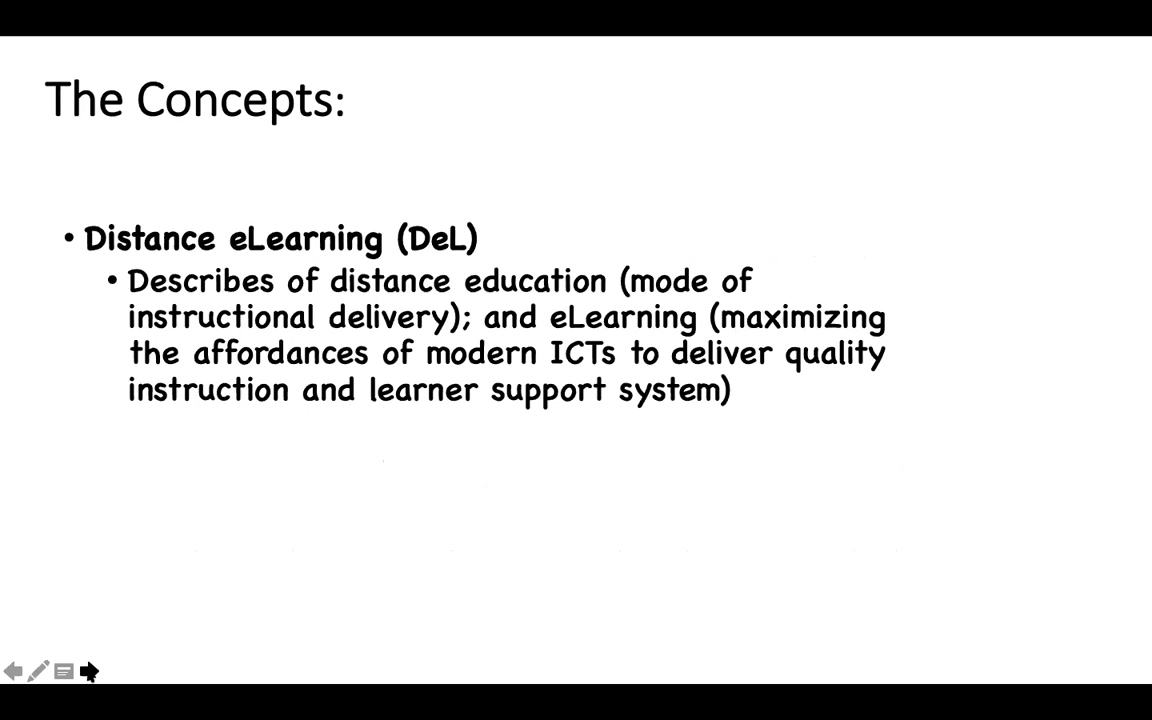 The Concepts:
• Distance eLearning (DeL)
• Describes of distance education (mode of
instructional delivery); and eLearning (maximizing
the affordances of modern ICTs to deliver quality
instruction and learner support system)